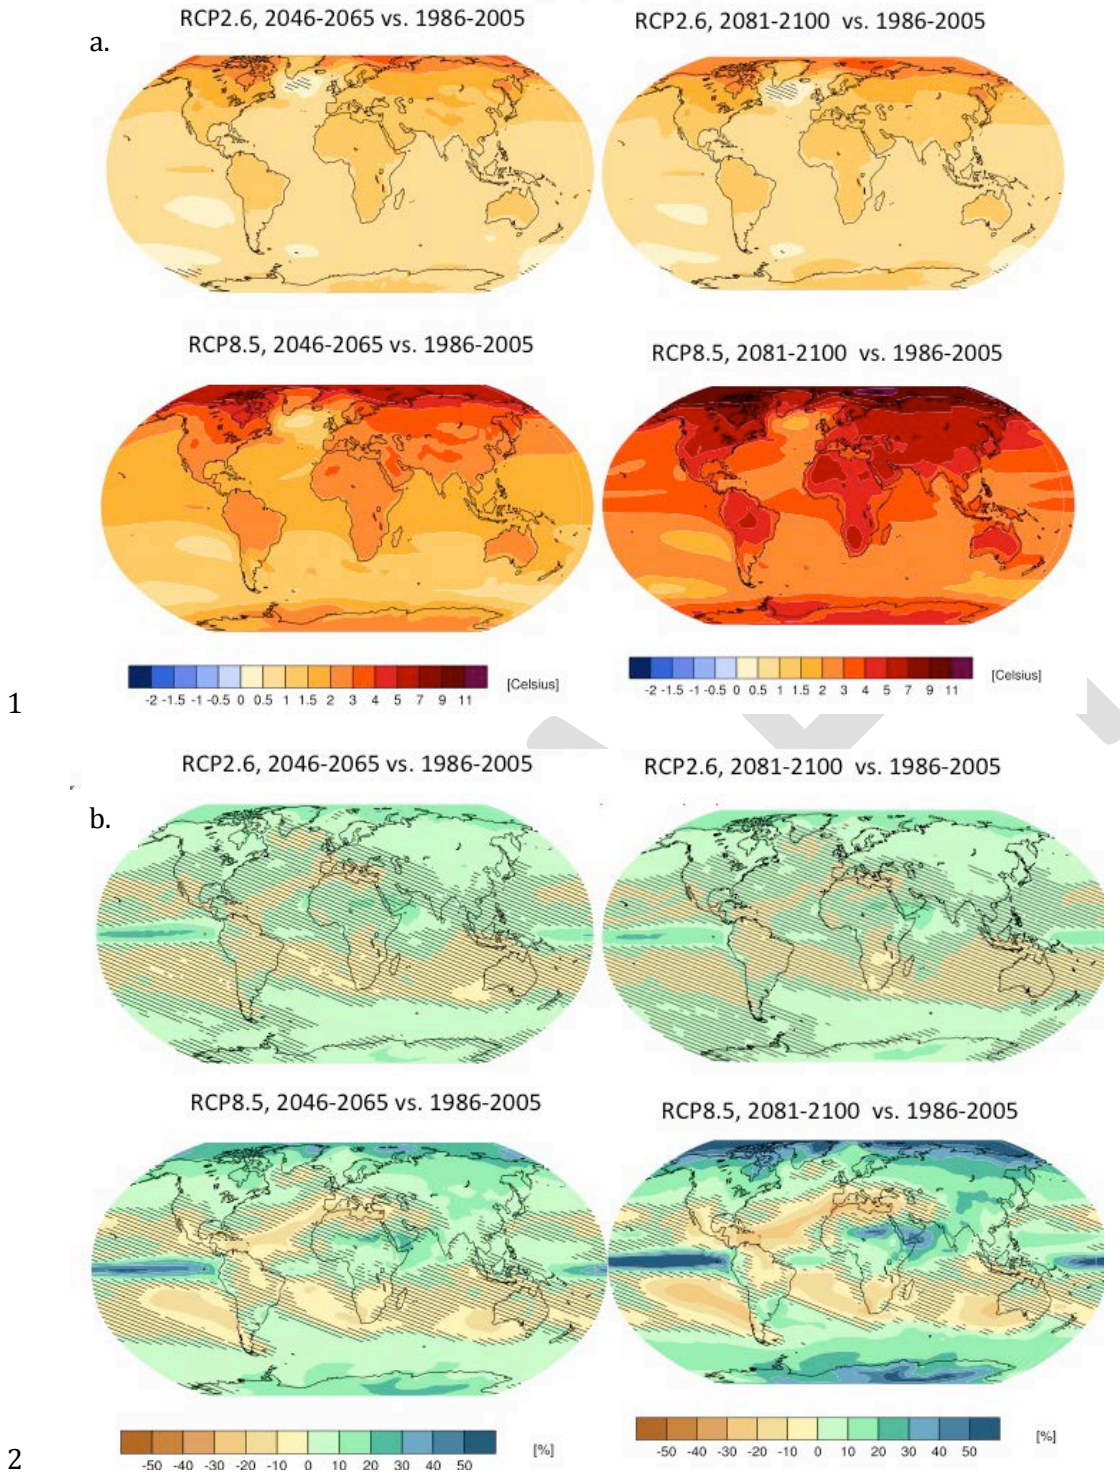 RCP2.6, 2046-2065 vs. 1986-2005
RCP2.6, 2081-2100 vs. 1986-2005
a.
RCP8.5, 2046-2065 vs. 1986-2005
RCP8.5, 2081-2100 vs. 1986-2005
-2 -1.5 -1 -0.5 0 0.5 1 1.5 2 3 4 5 7 9 11 [Celsius]
-2 -1.5 -1 -0.5 0 0.5 1 1.5 2 3 4 5 7 9 11 [Celsius]
1
RCP2.6, 2046-2065 vs. 1986-2005
RCP2.6, 2081-2100 vs. 1986-2005
b.
RCP8.5, 2046-2065 vs. 1986-2005
RCP8.5, 2081-2100 vs. 1986-2005
-50 -40 -30 -20 -10 0 10 20 30 40 50 [%]
-50 -40 -30 -20 -10 0 10 20 30 40 50 [%]
2